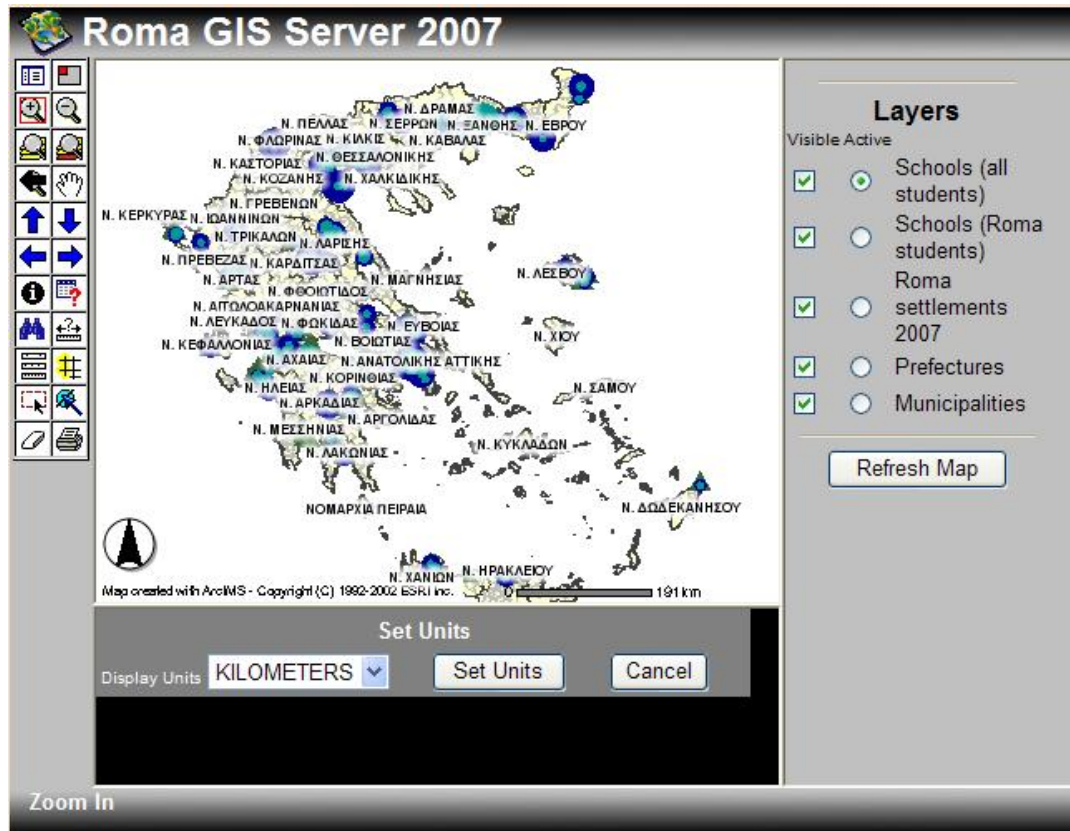 Roma GIS Server 2007
Ν. ΔΡΑΜΑΣ
Ν. ΠΕΛΛΑΣ Ν. ΣΕΡΡΩΝ Ν. ΞΑΝΘΗΣ Ν. ΕΒΡΟΥ
Ν. ΦΛΩΡΙΝΑΣ Ν. ΚΙΛΚΙΣ Ν. ΚΑΒΑΛΑΣ
Ν. ΚΑΣΤΟΡΙΑΣ Ν. ΘΕΣΣΑΛΟΝΙΚΗΣ
Ν. ΚΟΖΑΝΗΣ Ν. ΧΑΛΚΙΔΙΚΗΣ
Ν. ΓΡΕΒΕΝΩΝ
Ν. ΚΕΡΚΥΡΑΣ Ν. ΙΩΑΝΝΙΝΩΝ
Ν. ΤΡΙΚΑΛΩΝ Ν. ΛΑΡΙΣΗΣ
Ν. ΠΡΕΒΕΖΑΣ Ν. ΚΑΡΔΙΤΣΑΣ
Ν. ΛΕΣΒΟΥ
Ν. ΑΡΤΑΣ Ν. ΜΑΓΝΗΣΙΑΣ
Ν. ΦΘΟΙΩΤΙΔΟΣ
Ν. ΑΙΤΩΛΟΑΚΑΡΝΑΝΙΑΣ
Ν. ΛΕΥΚΑΔΟΣ Ν. ΦΩΚΙΔΑΣ Ν. ΕΥΒΟΙΑΣ
Ν. ΚΕΦΑΛΛΟΝΙΑΣ Ν. ΒΟΙΩΤΙΑΣ Ν. ΧΙΟΥ
Ν. ΑΧΑΙΑΣ Ν. ΑΝΑΤΟΛΙΚΗΣ ΑΤΤΙΚΗΣ
Ν. ΗΛΕΙΑΣ Ν. ΚΟΡΙΝΘΙΑΣ Ν. ΣΑΜΟΥ
Ν. ΑΡΚΑΔΙΑΣ
Ν. ΑΡΓΟΛΙΔΑΣ
Ν. ΜΕΣΣΗΝΙΑΣ
Ν. ΚΥΚΛΑΔΩΝ
Ν. ΛΑΚΩΝΙΑΣ
ΝΟΜΑΡΧΙΑ ΠΕΙΡΑΙΑ Ν. ΔΩΔΕΚΑΝΗΣΟΥ
Ν. ΧΑΝΙΩΝ Ν. ΗΡΑΚΛΕΙΟΥ
Map created with ArcIMS - Copyright (C) 1992-2002 ESRI Inc.
0 191 km
Layers
Visible Active
Schools (all
students)
Schools (Roma
students)
Roma
settlements
2007
Prefectures
Municipalities
Refresh Map
Set Units
Display Units KILOMETERS Set Units Cancel
Zoom In